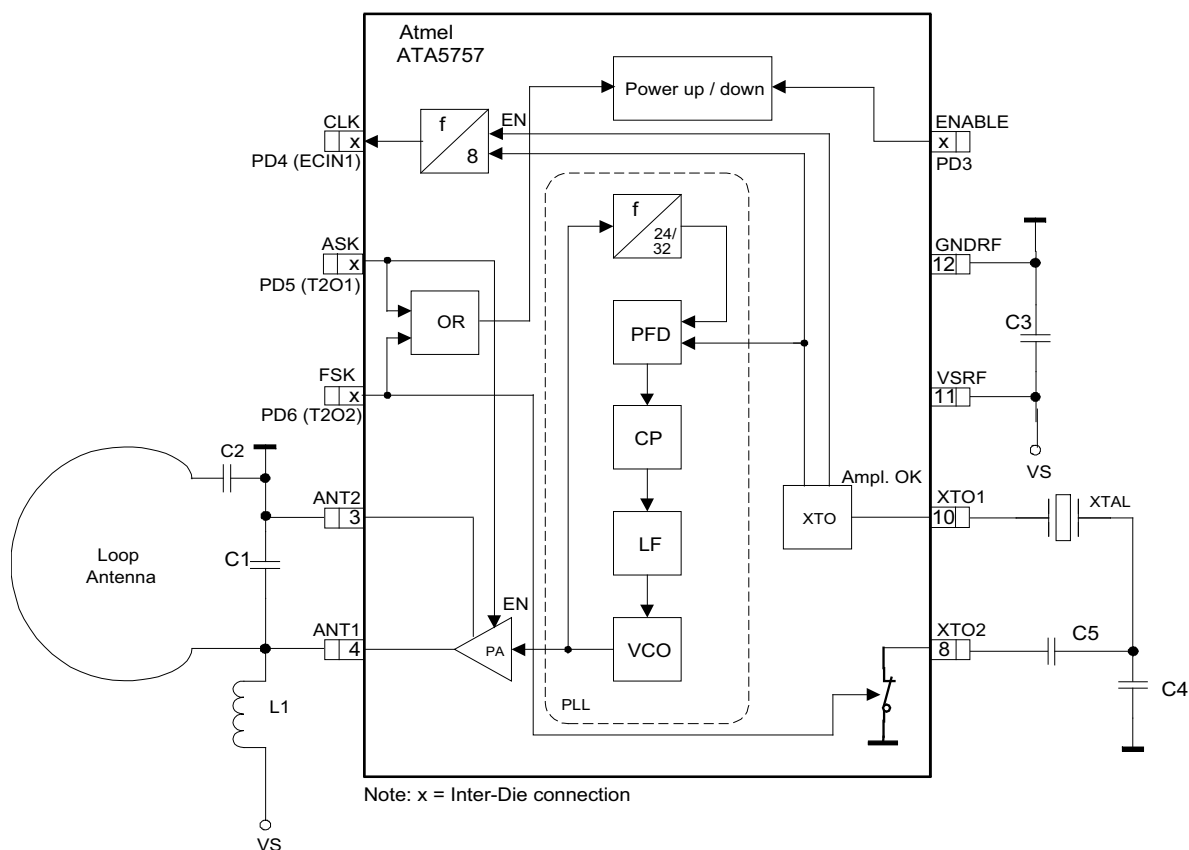 Atmel
ATA5757
Power up / down
CLK
x
PD4 (ECIN1)
f
8
EN
ENABLE
x
PD3
f
24/
32
ASK
x
PD5 (T2O1)
GNDRF
12
OR
PFD
C3
FSK
x
PD6 (T2O2)
VSRF
11
CP
C2
VS
Ampl. OK
ANT2
3
XTO
XTO1
10
XTAL
Loop
Antenna
C1
LF
EN
ANT1
4
PA
VCO
XTO2
8
C5
C4
L1
PLL
Note: x = Inter-Die connection
VS